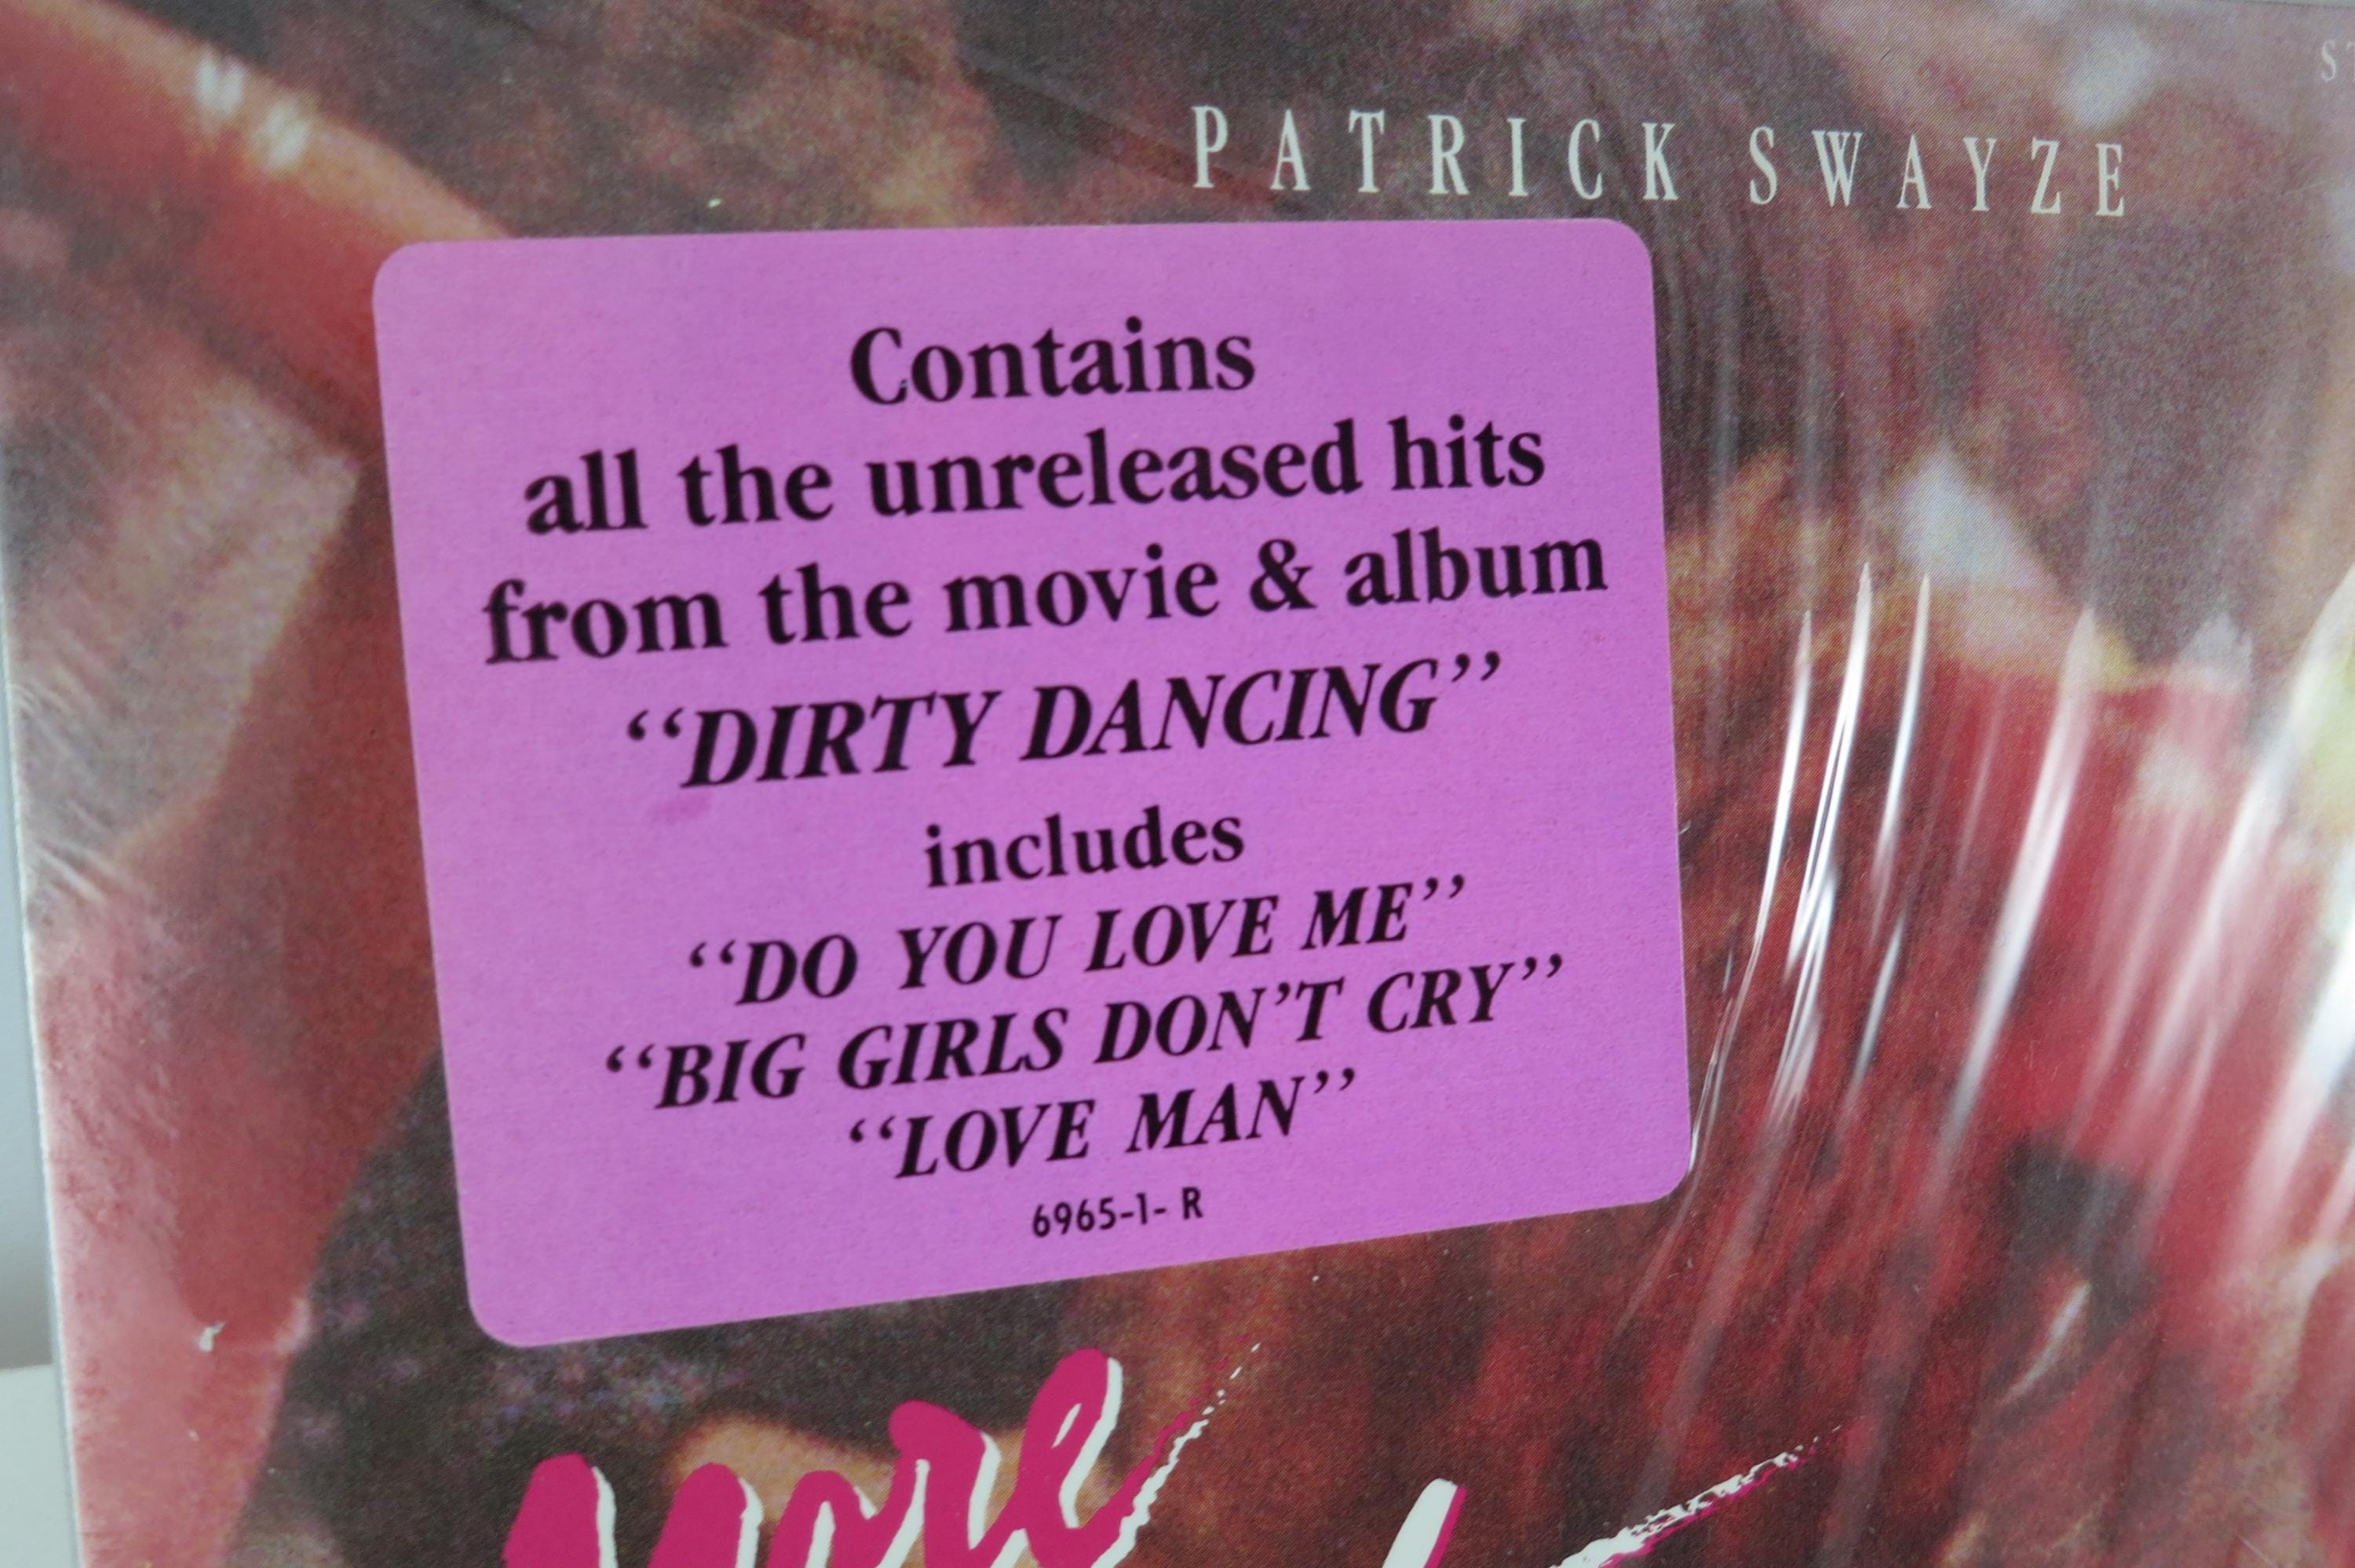 PATRICK SWAYZE
Contains
all the unreleased hits
from the movie & album
“DIRTY DANCING”
includes
“DO YOU LOVE ME”
“BIG GIRLS DON’T CRY”
“LOVE MAN”
6965-1- R
More